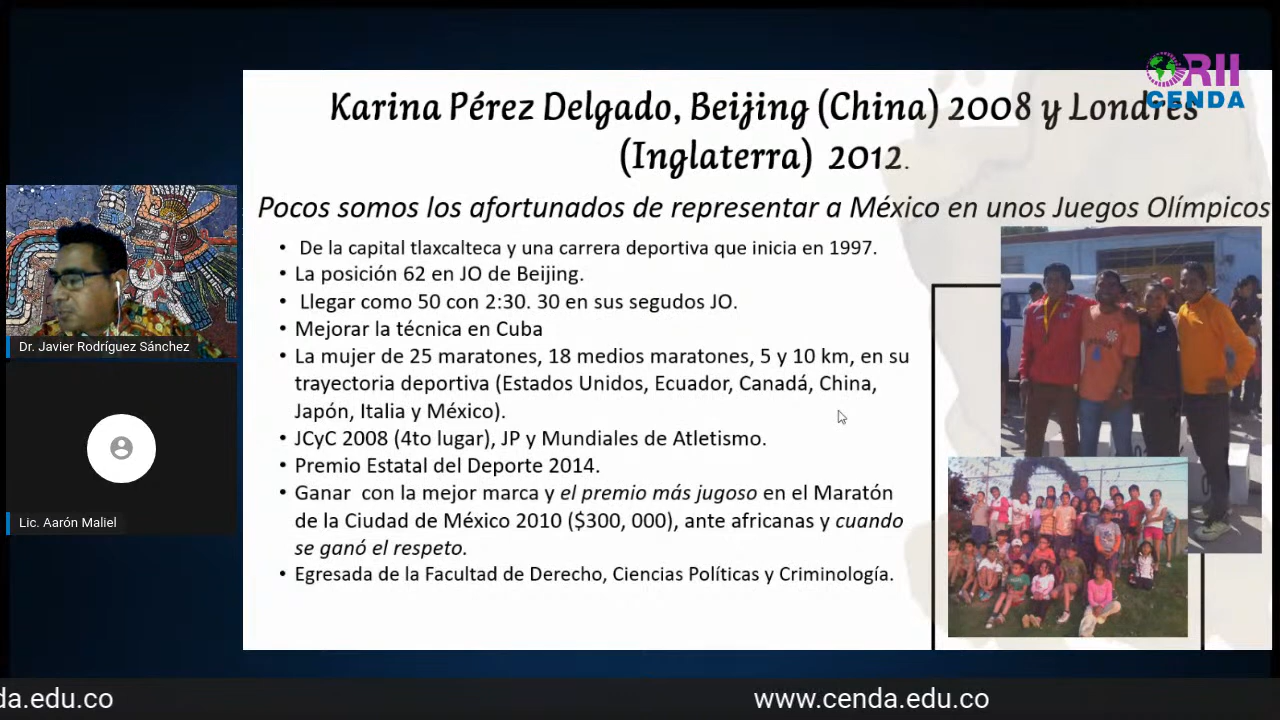 ORII
CENDA
Karina Pérez Delgado, Beijing (China) 2008 y Londres
(Inglaterra) 2012.
Pocos somos los afortunados de representar a México en unos Juegos Olímpicos
• De la capital tlaxcalteca y una carrera deportiva que inicia en 1997.
• La posición 62 en JO de Beijing.
• Llegar como 50 con 2:30. 30 en sus segudos JO.
• Mejorar la técnica en Cuba
• La mujer de 25 maratones, 18 medios maratones, 5 y 10 km, en su
trayectoria deportiva (Estados Unidos, Ecuador, Canadá, China,
Japón, Italia y México).
• JCyC 2008 (4to lugar), JP y Mundiales de Atletismo.
• Premio Estatal del Deporte 2014.
• Ganar con la mejor marca y el premio más jugoso en el Maratón
de la Ciudad de México 2010 ($300, 000), ante africanas y cuando
se ganó el respeto.
• Egresada de la Facultad de Derecho, Ciencias Políticas y Criminología.
Dr. Javier Rodríguez Sánchez
Lic. Aarón Maliel
da.edu.co
www.cenda.edu.co